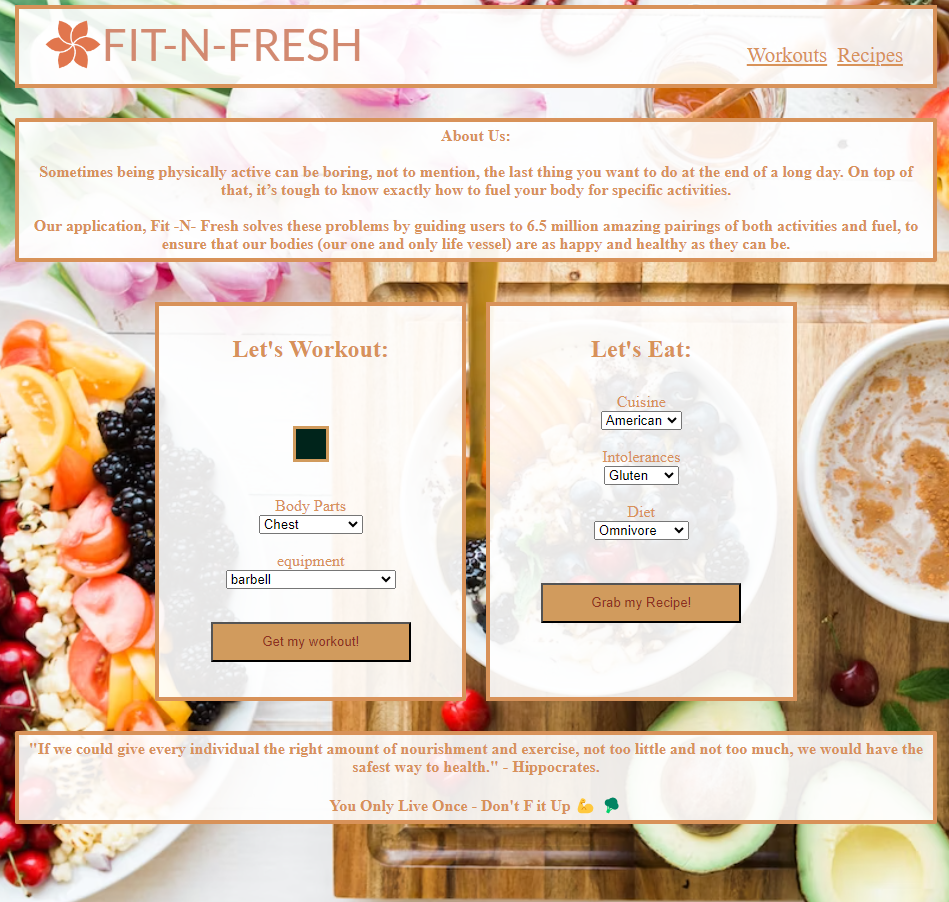 FIT-N-FRESH
Workouts Recipes
About Us:
Sometimes being physically active can be boring, not to mention, the last thing you want to do at the end of a long day. On top of
that, it’s tough to know exactly how to fuel your body for specific activities.
Our application, Fit -N- Fresh solves these problems by guiding users to 6.5 million amazing pairings of both activities and fuel, to
ensure that our bodies (our one and only life vessel) are as happy and healthy as they can be.
Let's Workout:
Body Parts
Chest
equipment
barbell
Get my workout!
Let's Eat:
Cuisine
American
Intolerances
Gluten
Diet
Omnivore
Grab my Recipe!
"If we could give every individual the right amount of nourishment and exercise, not too little and not too much, we would have the
safest way to health." - Hippocrates.
You Only Live Once - Don't F it Up 💪 🥦